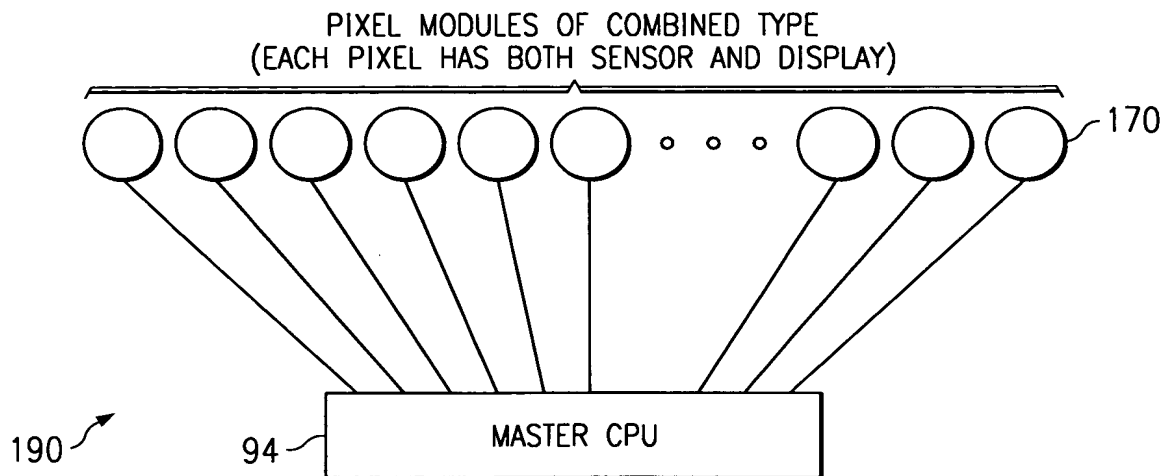 PIXEL MODULES OF COMBINED TYPE
(EACH PIXEL HAS BOTH SENSOR AND DISPLAY)
170
190
94
MASTER CPU